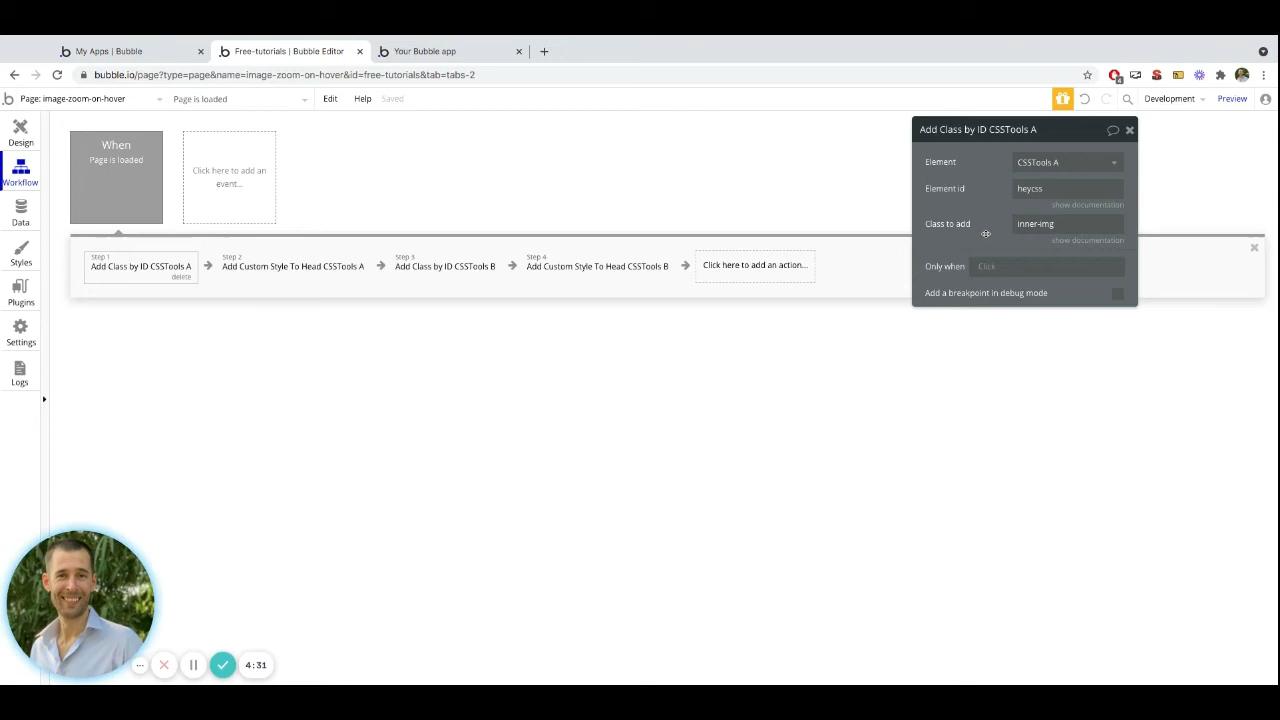 My Apps | Bubble
Free-tutorials | Bubble Editor
Your Bubble app
bubble.io/page?type=page&name=image-zoom-on-hover&id=free-tutorials&tab=tabs-2
Page: image-zoom-on-hover
Page is loaded
Edit
Help
Saved
Development
Preview
Design
Workflow
Data
Styles
Plugins
Settings
Logs
When
Page is loaded
Click here to add an
event...
Step 1
Add Class by ID CSSTools A
delete
Step 2
Add Custom Style To Head CSSTools A
Step 3
Add Class by ID CSSTools B
Step 4
Add Custom Style To Head CSSTools B
Click here to add an action...
Add Class by ID CSSTools A
Element
CSSTools A
Element id
heycss
show documentation
Class to add
inner-img
show documentation
Only when
Click
Add a breakpoint in debug mode
4:31